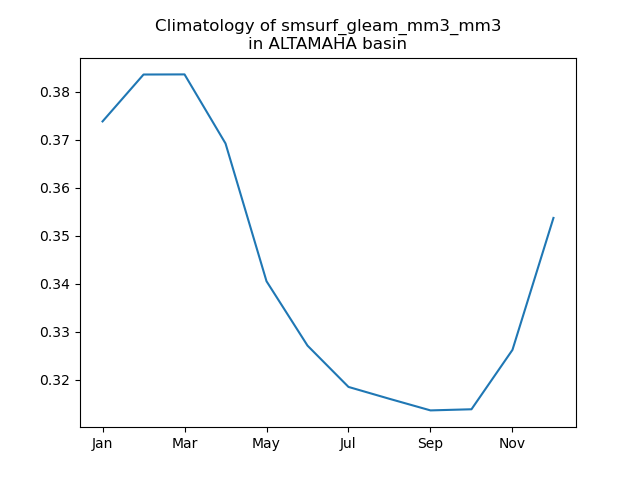 Climatology of smsurf_gleam_mm3_mm3
in ALTAMAHA basin
0.38
0.37
0.36
0.35
0.34
0.33
0.32
Jan Mar May Jul Sep Nov